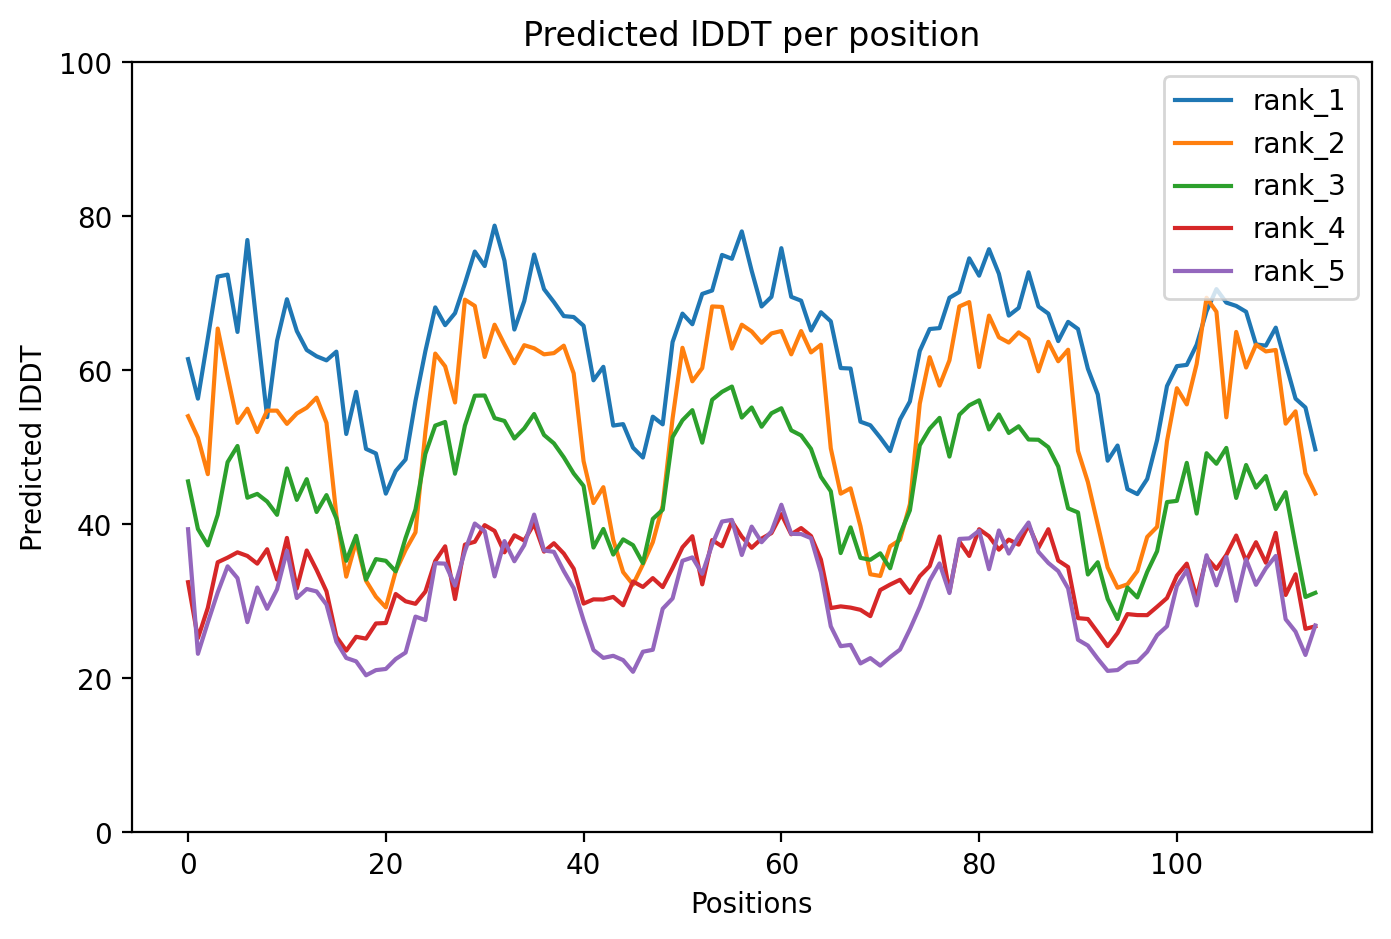 Predicted lDDT per position
100
80
60
40
20
0
Predicted lDDT
0 20 40 60 80 100
Positions
rank_1
rank_2
rank_3
rank_4
rank_5